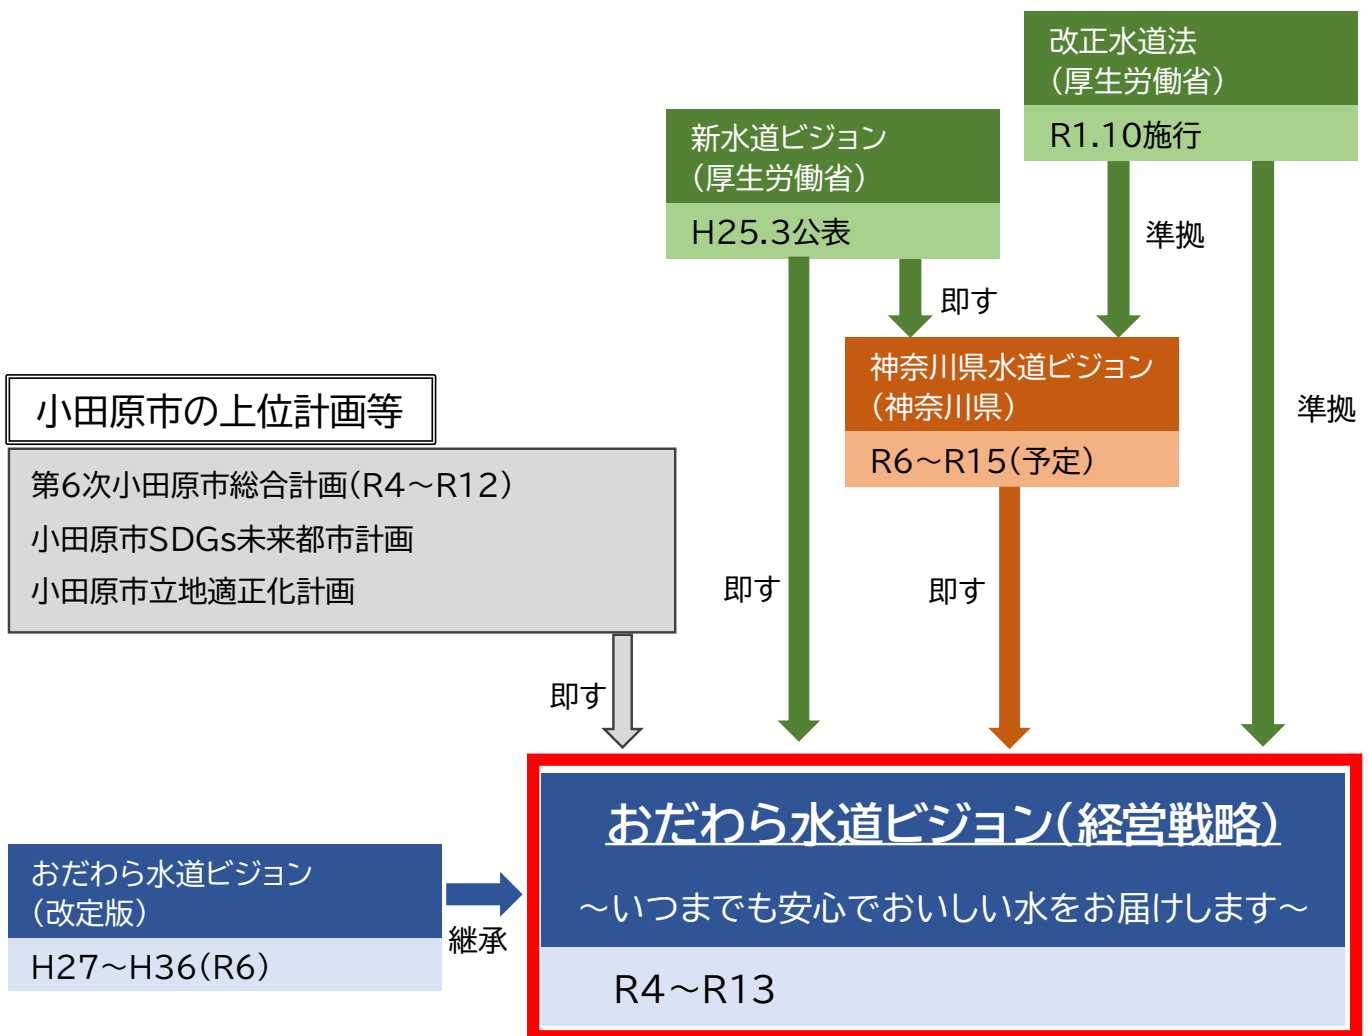 改正水道法
（厚生労働省）
R1.10施行
新水道ビジョン
（厚生労働省）
H25.3公表
準拠
即す
神奈川県水道ビジョン
（神奈川県）
R6～R15（予定）
準拠
小田原市の上位計画等
第6次小田原市総合計画（R4～R12）
小田原市SDGs未来都市計画
小田原市立地適正化計画
即す
即す
即す
おだわら水道ビジョン（経営戦略）
～いつまでも安心でおいしい水をお届けします～
R4～R13
おだわら水道ビジョン
（改定版）
H27～H36（R6）
継承